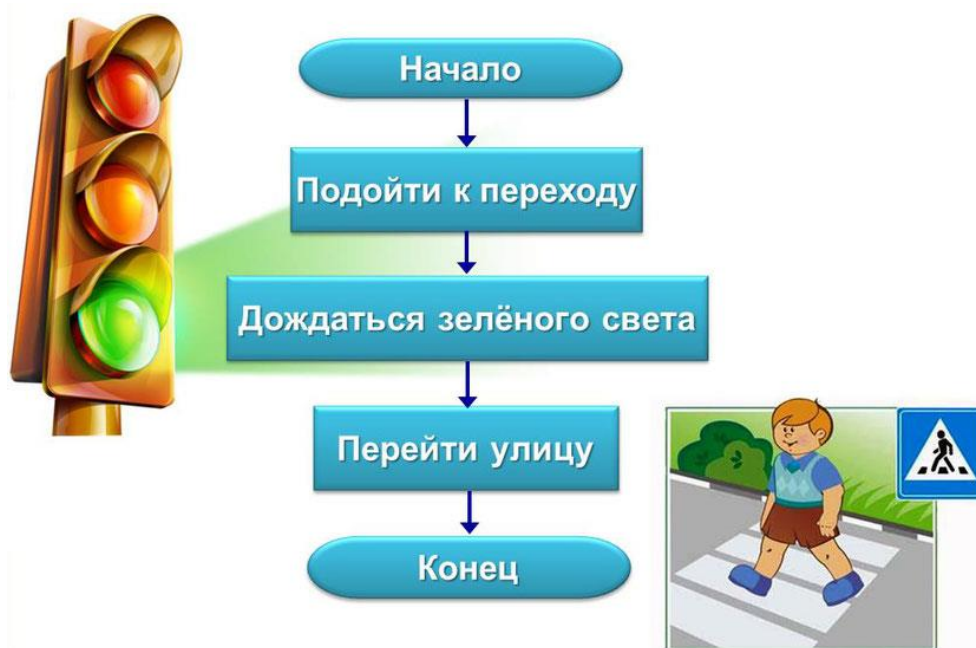 Начало
Подойти к переходу
Дождаться зелёного света
Перейти улицу
Конец